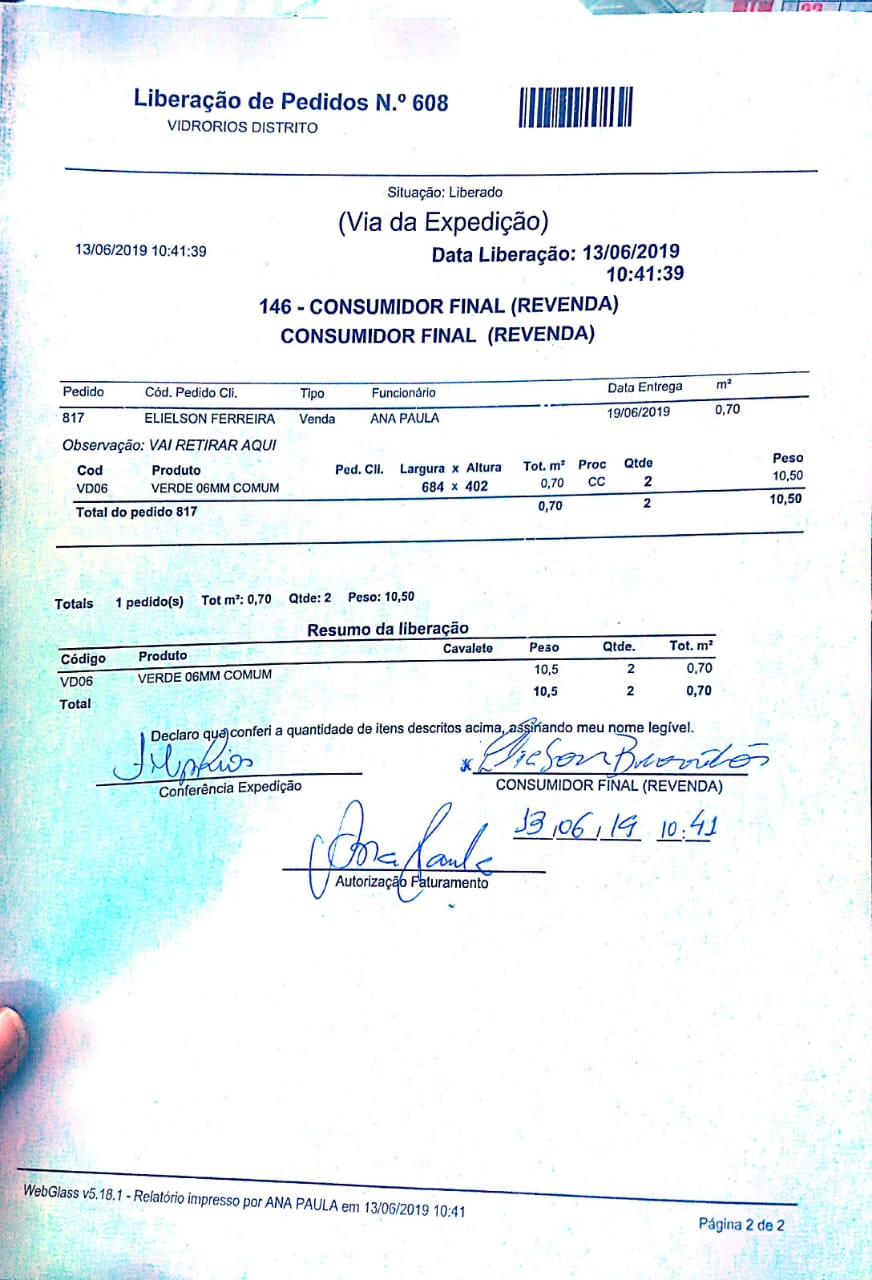 Liberação de Pedidos N.º 608
VIDRORIOS DISTRITO
Situação: Liberado
(Via da Expedição)
13/06/2019 10:41:39
Data Liberação: 13/06/2019
10:41:39
146 - CONSUMIDOR FINAL (REVENDA)
CONSUMIDOR FINAL (REVENDA)
Pedido Cód. Pedido Cli. Tipo Funcionário Data Entrega m²
817 ELIELSON FERREIRA Venda ANA PAULA 19/06/2019 0,70
Observação: VAI RETIRAR AQUI
Cod Produto Ped. Cli. Largura x Altura Tot. m² Proc Qtde Peso
VD06 VERDE 06MM COMUM 684 x 402 0,70 CC 2 10,50
Total do pedido 817 0,70 2 10,50
Totais 1 pedido(s) Tot m²: 0,70 Qtde: 2 Peso: 10,50
Resumo da liberação
Código Produto Cavalete Peso Qtde. Tot. m²
VD06 VERDE 06MM COMUM 10,5 2 0,70
Total 10,5 2 0,70
Declaro que conferi a quantidade de itens descritos acima, assinando meu nome legível.
Conferência Expedição
CONSUMIDOR FINAL (REVENDA)
13/06/19 10:41
Ana Paula
Autorização Faturamento
WebGlass v5.18.1 - Relatório impresso por ANA PAULA em 13/06/2019 10:41
Página 2 de 2